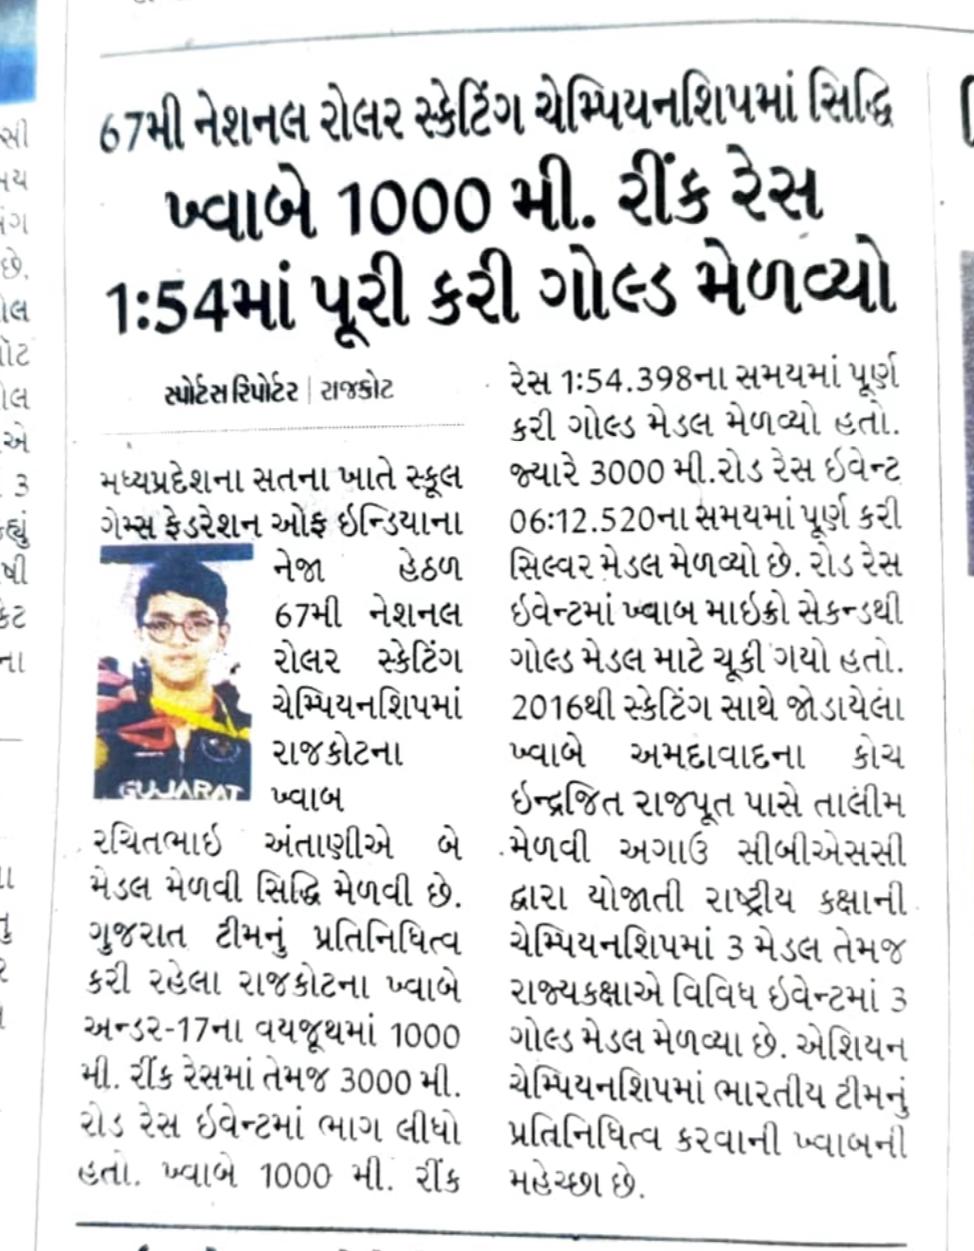 67મી નેશનલ રોલર સ્કેટિંગ ચેમ્પિયનશિપમાં સિદ્ધિ
ખ્વાબે 1000 મી. રીંક રેસ
1:54માં પૂરી કરી ગોલ્ડ મેળવ્યો
સ્પોર્ટસ રિપોર્ટર | રાજકોટ
મધ્યપ્રદેશના સતના ખાતે સ્કૂલ
ગેમ્સ ફેડરેશન ઓફ ઇન્ડિયાના
નેજા હેઠળ
67મી નેશનલ
રોલર સ્કેટિંગ
ચેમ્પિયનશિપમાં
રાજકોટના
ખ્વાબ
GUJARAT
રચિતભાઇ અંતાણીએ બે
મેડલ મેળવી સિદ્ધિ મેળવી છે.
ગુજરાત ટીમનું પ્રતિનિધિત્વ
કરી રહેલા રાજકોટના ખ્વાબે
અન્ડર-17ના વયજૂથમાં 1000
મી. રીંક રેસમાં તેમજ 3000 મી.
રોડ રેસ ઇવેન્ટમાં ભાગ લીધો
હતો. ખ્વાબે 1000 મી. રીંક
રેસ 1:54.398ના સમયમાં પૂર્ણ
કરી ગોલ્ડ મેડલ મેળવ્યો હતો.
જ્યારે 3000 મી.રોડ રેસ ઇવેન્ટ
06:12.520ના સમયમાં પૂર્ણ કરી
સિલ્વર મેડલ મેળવ્યો છે. રોડ રેસ
ઇવેન્ટમાં ખ્વાબ માઇક્રો સેકન્ડથી
ગોલ્ડ મેડલ માટે ચૂકી ગયો હતો.
2016થી સ્કેટિંગ સાથે જોડાયેલા
ખ્વાબે અમદાવાદના કોચ
ઇન્દ્રજિત રાજપૂત પાસે તાલીમ
મેળવી અગાઉ સીબીએસસી
દ્વારા યોજાતી રાષ્ટ્રીય કક્ષાની
ચેમ્પિયનશિપમાં 3 મેડલ તેમજ
રાજ્યકક્ષાએ વિવિધ ઇવેન્ટમાં 3
ગોલ્ડ મેડલ મેળવ્યા છે. એશિયન
ચેમ્પિયનશિપમાં ભારતીય ટીમનું
પ્રતિનિધિત્વ કરવાની ખ્વાબની
મહેચ્છા છે.